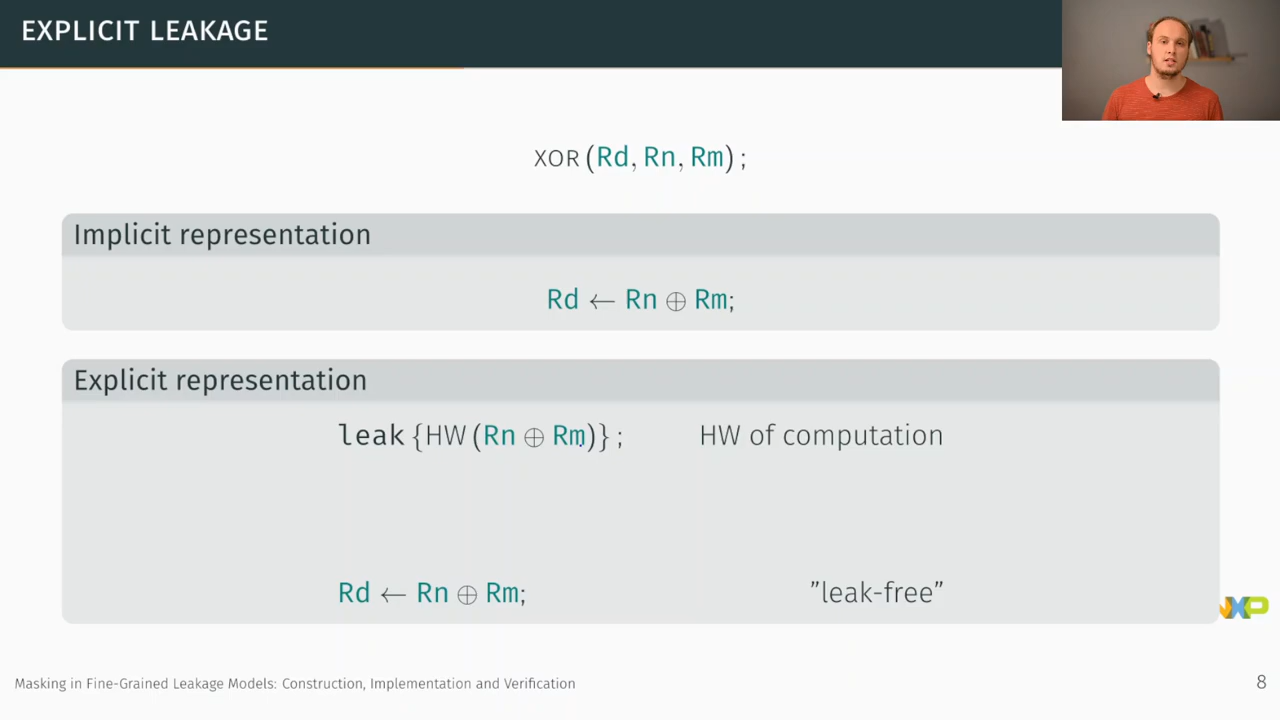 EXPLICIT LEAKAGE
XOR (Rd, Rn, Rm) ;
Implicit representation
Rd ← Rn ⊕ Rm;
Explicit representation
leak {HW (Rn ⊕ Rm)} ; HW of computation
Rd ← Rn ⊕ Rm; ”leak-free”
NXP
Masking in Fine-Grained Leakage Models: Construction, Implementation and Verification 8